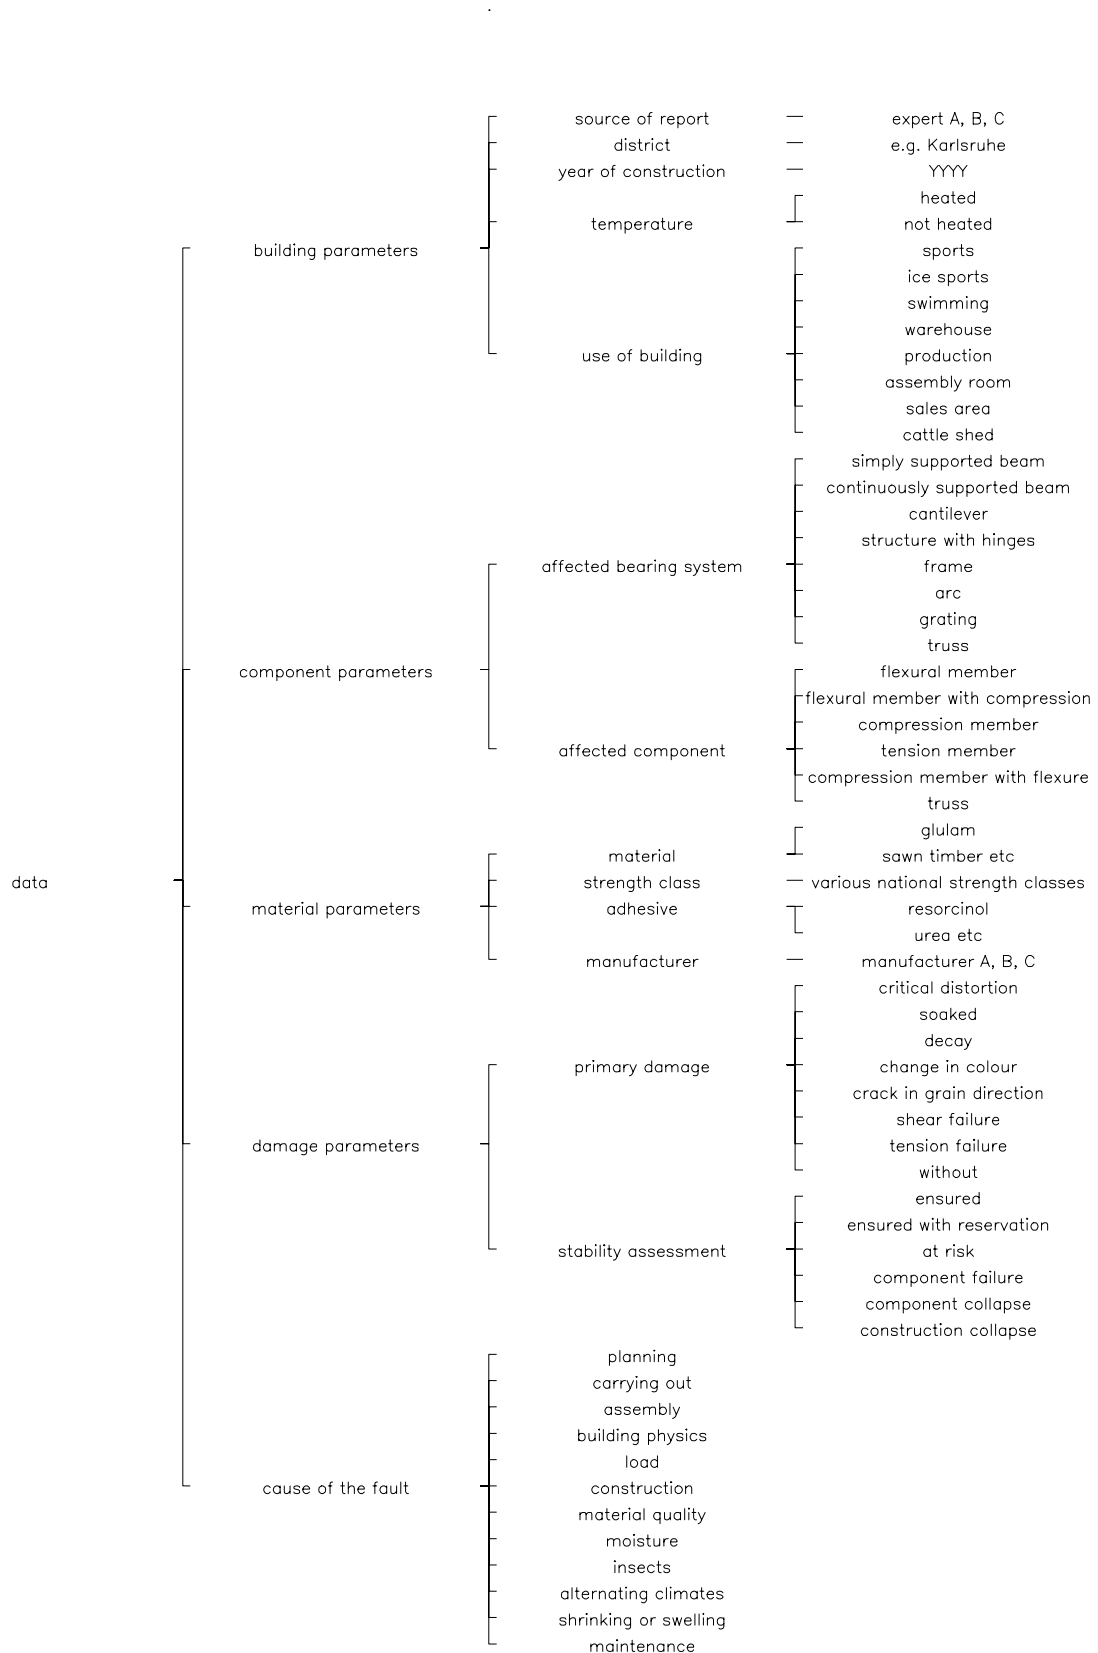 source of report expert A, B, C
district e.g. Karlsruhe
year of construction YYYY
heated
temperature not heated
building parameters sports
ice sports
swimming
warehouse
use of building production
assembly room
sales area
cattle shed
simply supported beam
continuously supported beam
cantilever
structure with hinges
affected bearing system frame
arc
grating
truss
component parameters flexural member
flexural member with compression
compression member
affected component tension member
compression member with flexure
truss
glulam
material sawn timber etc
data strength class various national strength classes
material parameters adhesive resorcinol
urea etc
manufacturer manufacturer A, B, C
critical distortion
soaked
decay
primary damage change in colour
crack in grain direction
shear failure
damage parameters tension failure
without
ensured
ensured with reservation
stability assessment at risk
component failure
component collapse
construction collapse
planning
carrying out
assembly
building physics
load
cause of the fault construction
material quality
moisture
insects
alternating climates
shrinking or swelling
maintenance